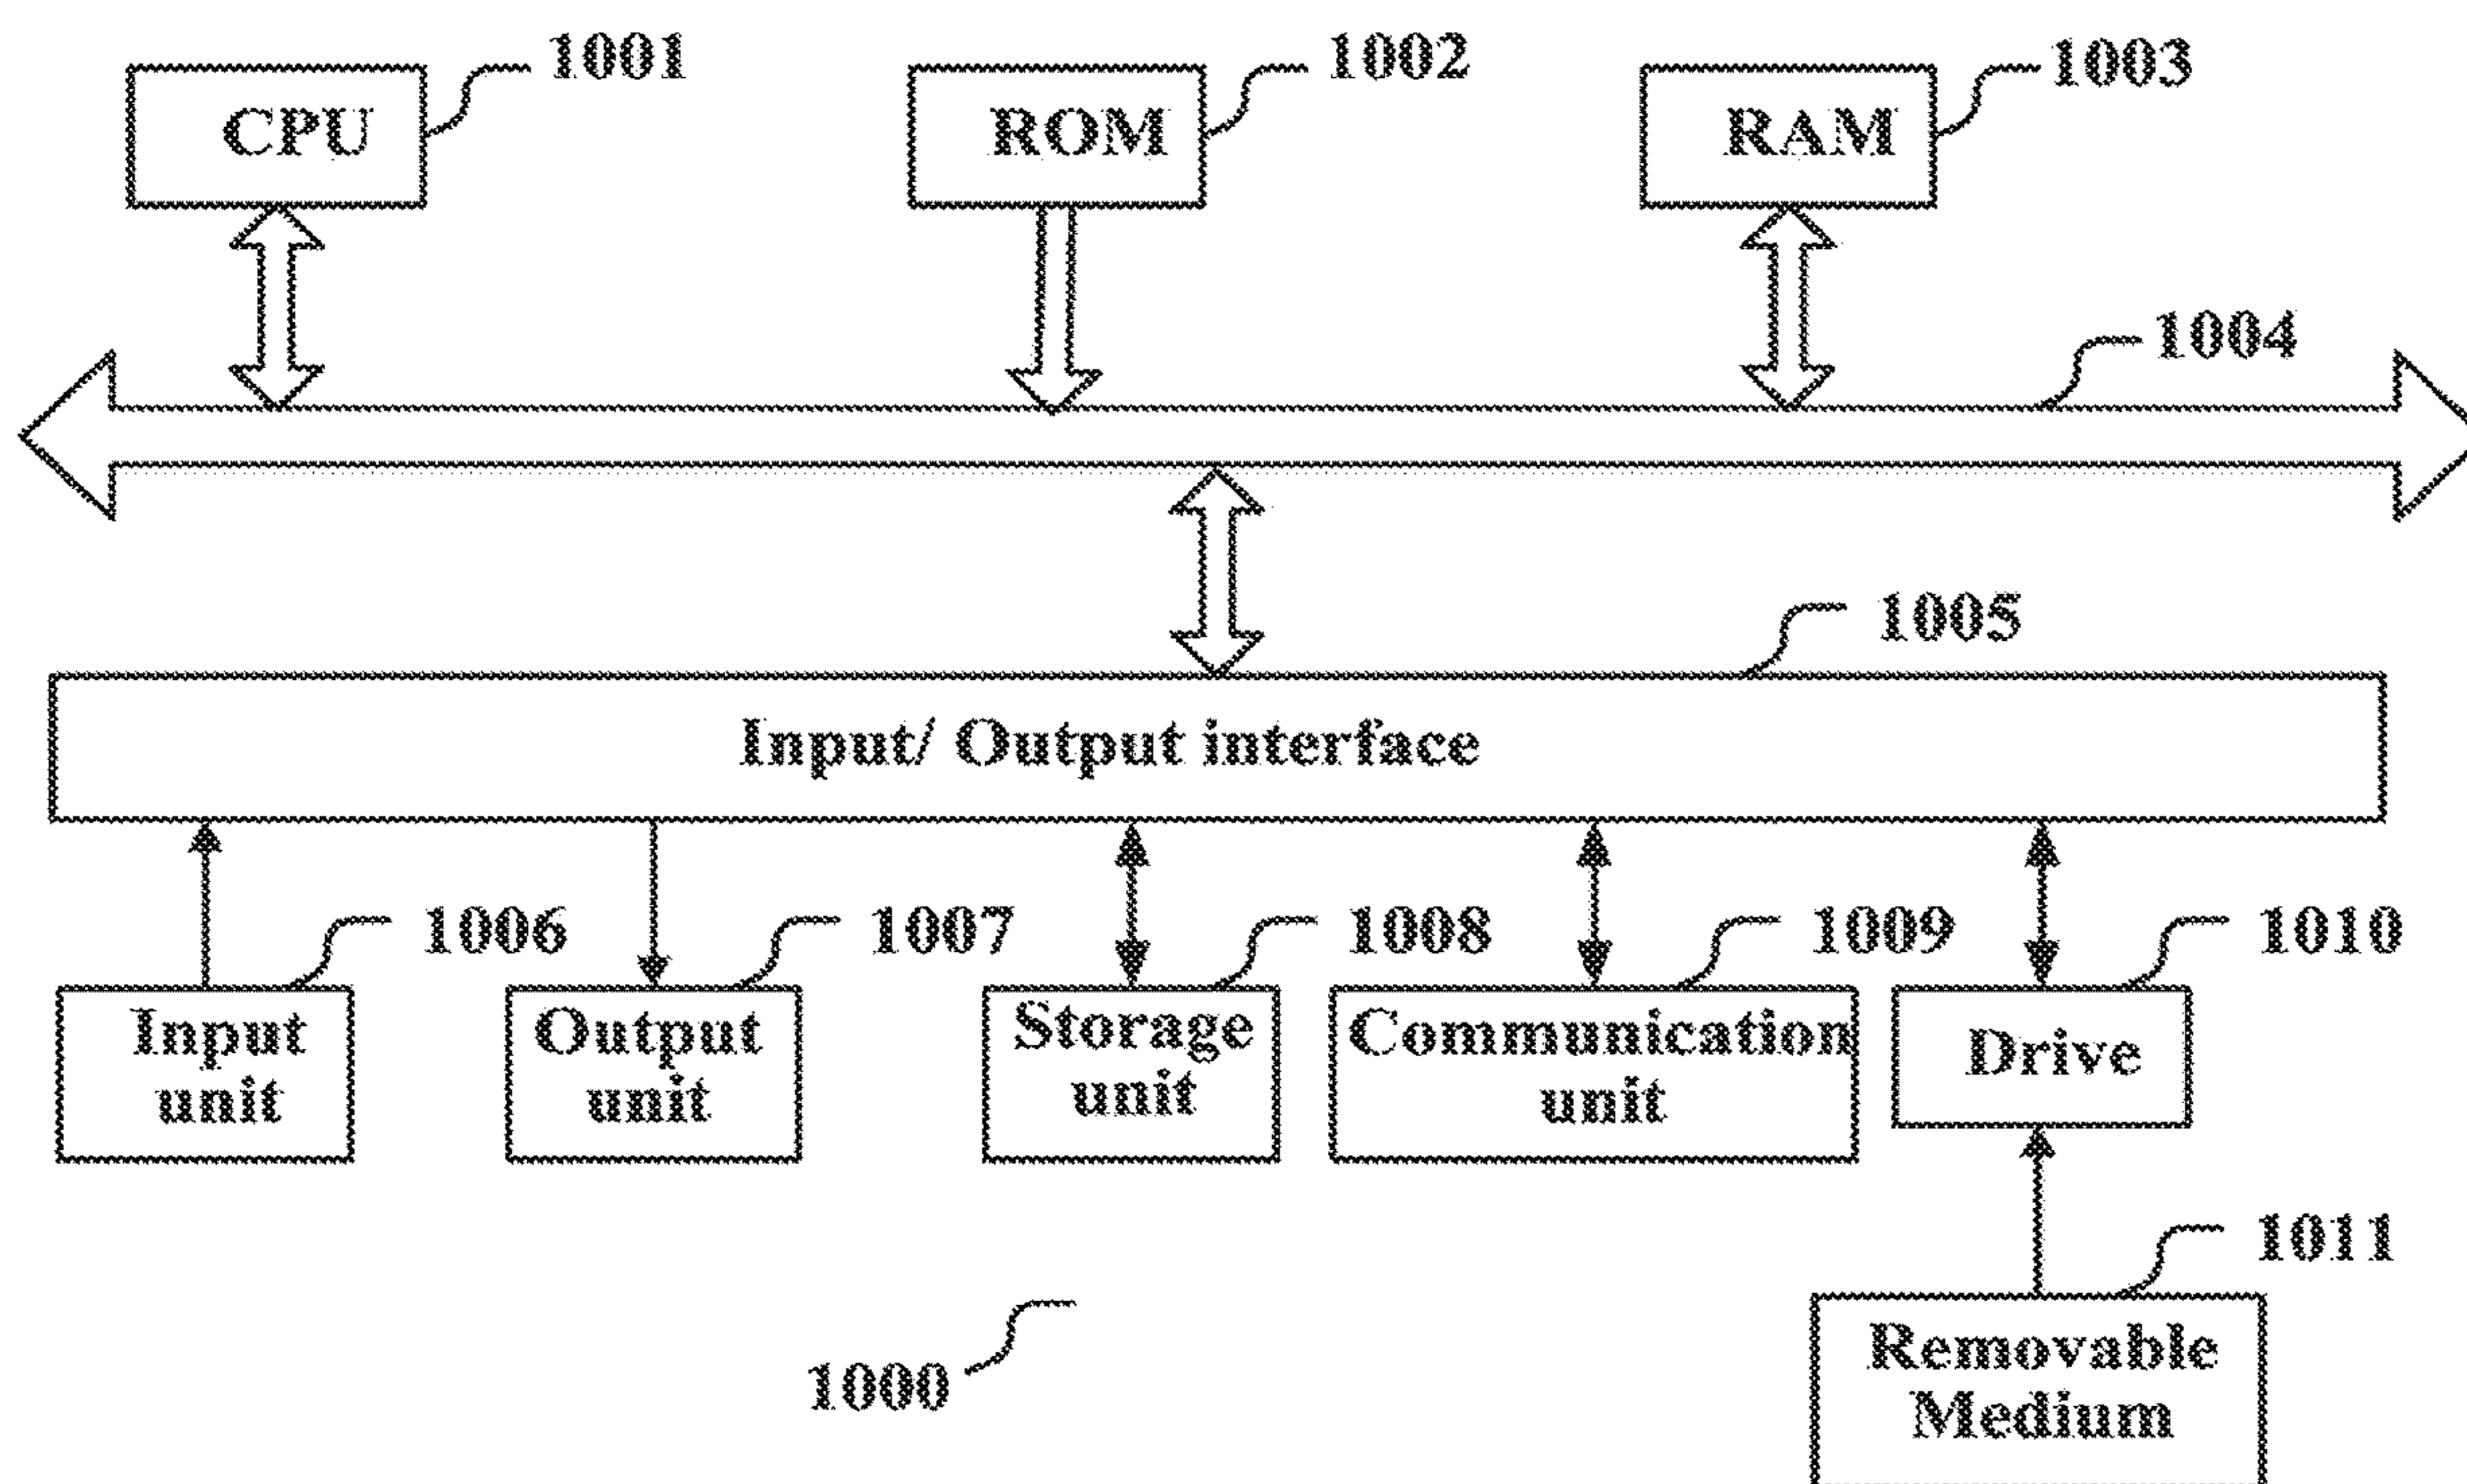 CPU
1001
ROM
1002
RAM
1003
1004
1005
Input/ Output interface
1006
1007
1008
1009
1010
Input
unit
Output
unit
Storage
unit
Communication
unit
Drive
1011
Removable
Medium
1000